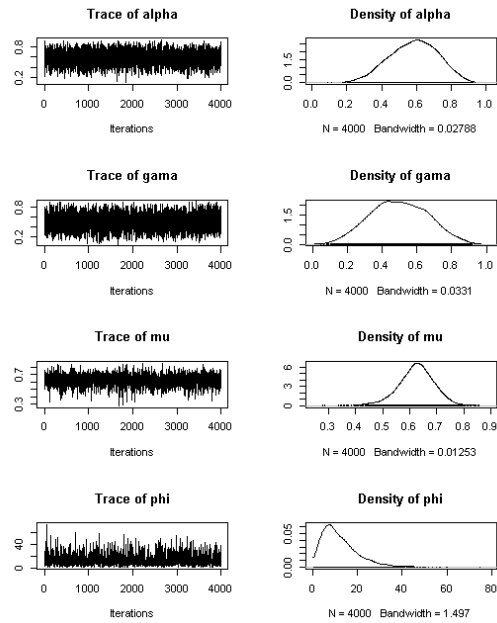 Trace of alpha
0.2 0.8
0 1000 2000 3000 4000
Iterations
Density of alpha
0.0 1.5
0.0 0.2 0.4 0.6 0.8 1.0
N = 4000 Bandwidth = 0.02788
Trace of gama
0.2 0.8
0 1000 2000 3000 4000
Iterations
Density of gama
0.0 1.5
0.0 0.2 0.4 0.6 0.8 1.0
N = 4000 Bandwidth = 0.0331
Trace of mu
0.3 0.7
0 1000 2000 3000 4000
Iterations
Density of mu
0 3 6
0.3 0.4 0.5 0.6 0.7 0.8 0.9
N = 4000 Bandwidth = 0.01253
Trace of phi
0 40
0 1000 2000 3000 4000
Iterations
Density of phi
0.00 0.05
0 20 40 60 80
N = 4000 Bandwidth = 1.497